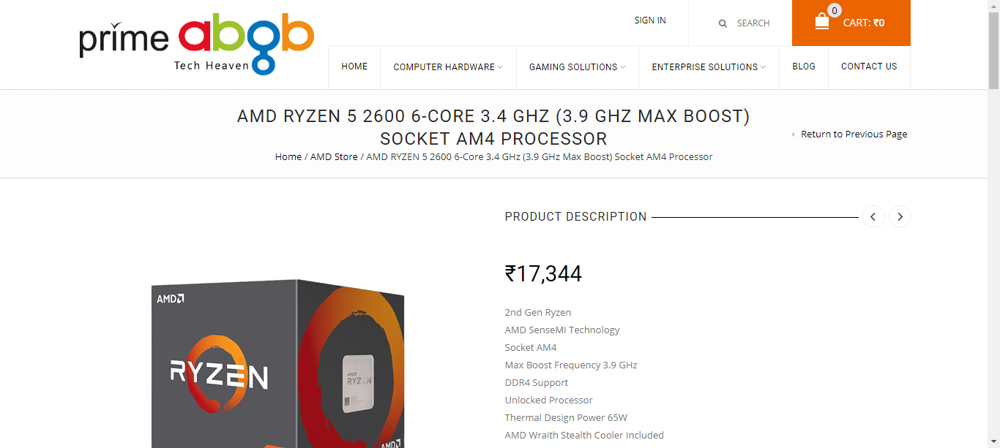 SIGN IN
SEARCH
0
CART: ₹0
prime abgb
Tech Heaven
HOME
COMPUTER HARDWARE
GAMING SOLUTIONS
ENTERPRISE SOLUTIONS
BLOG
CONTACT US
AMD RYZEN 5 2600 6-CORE 3.4 GHZ (3.9 GHZ MAX BOOST)
SOCKET AM4 PROCESSOR
‹ Return to Previous Page
Home / AMD Store / AMD RYZEN 5 2600 6-Core 3.4 GHz (3.9 GHz Max Boost) Socket AM4 Processor
PRODUCT DESCRIPTION
₹17,344
2nd Gen Ryzen
AMD SenseMI Technology
Socket AM4
Max Boost Frequency 3.9 GHz
DDR4 Support
Unlocked Processor
Thermal Design Power 65W
AMD Wraith Stealth Cooler Included
AMD
RYZEN
AMD
RYZEN
AMD